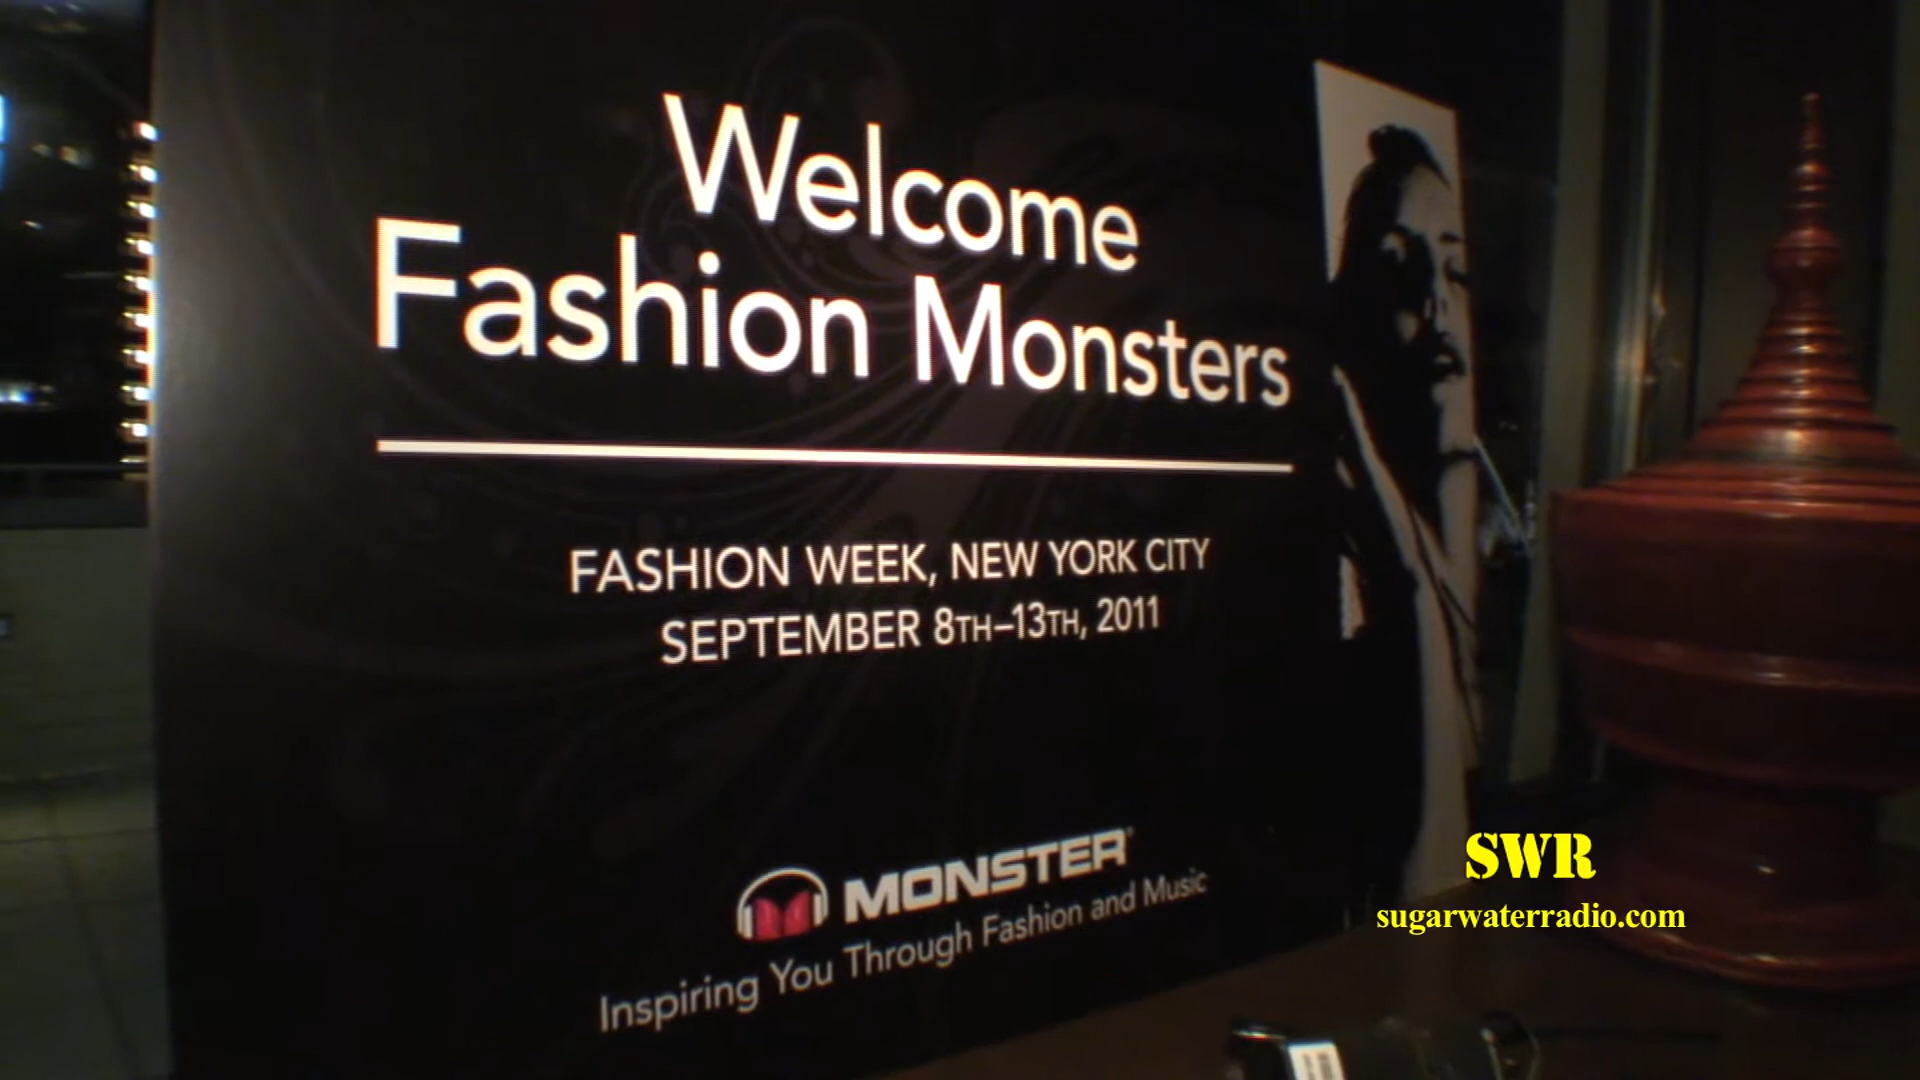 Welcome
Fashion Monsters
FASHION WEEK, NEW YORK CITY
SEPTEMBER 8TH–13TH, 2011
MONSTER
Inspiring You Through Fashion and Music
SWR
sugarwaterradio.com